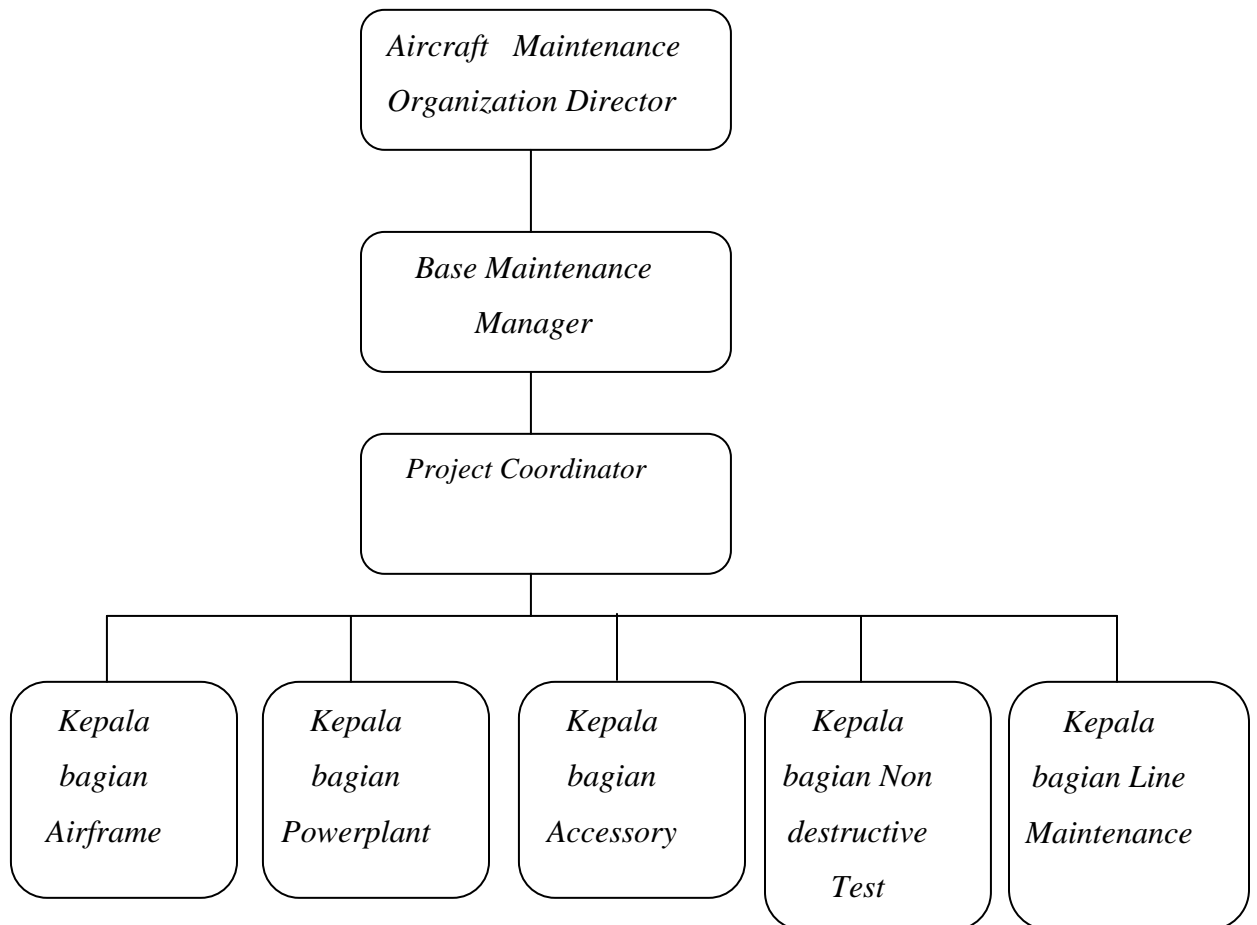 Aircraft Maintenance
Organization Director
Base Maintenance
Manager
Project Coordinator
Kepala
bagian
Airframe
Kepala
bagian
Powerplant
Kepala
bagian
Accessory
Kepala
bagian Non
destructive
Test
Kepala
bagian Line
Maintenance